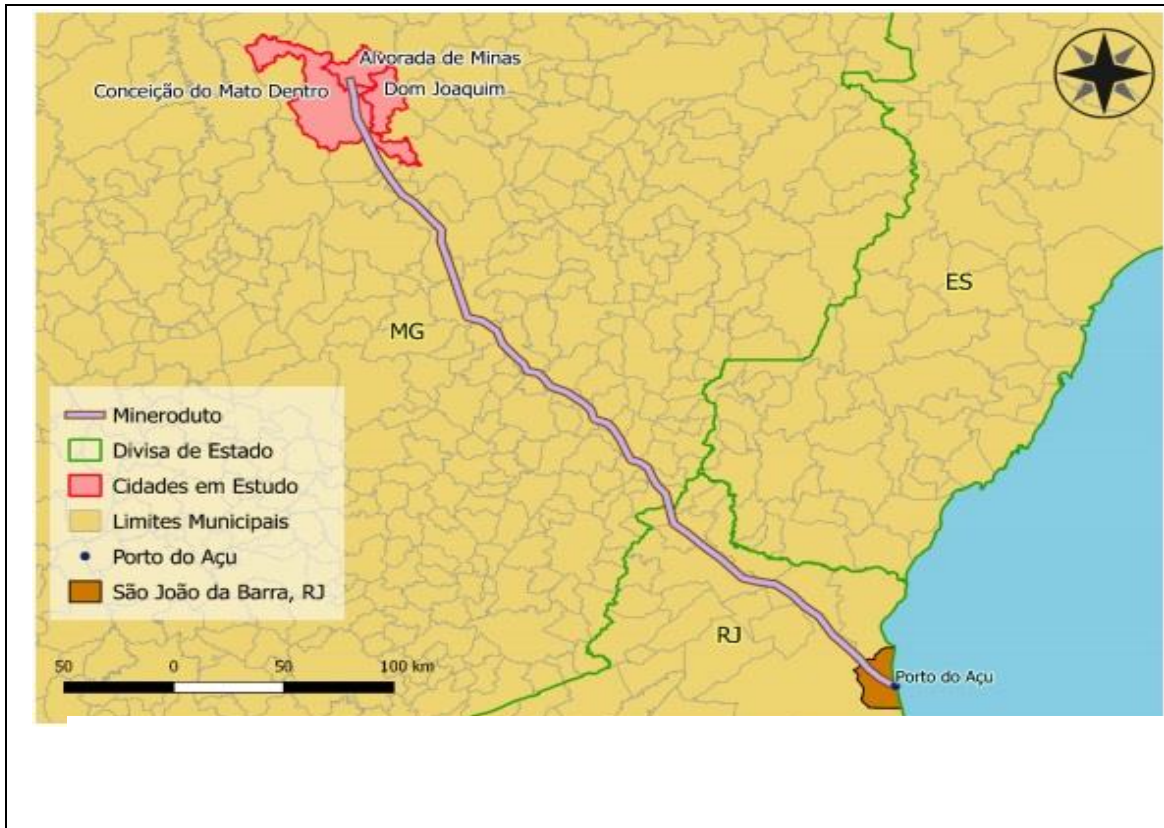 Alvorada de Minas
Conceição do Mato Dentro
Dom Joaquim
ES
MG
Mineroduto
Divisa de Estado
Cidades em Estudo
Limites Municipais
Porto do Açu
São João da Barra, RJ
RJ
50 0 50 100 km
Porto do Açu